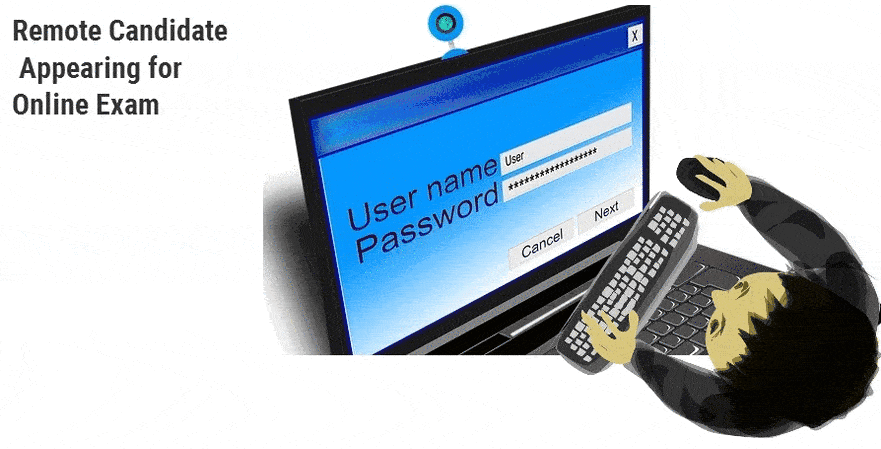 Remote Candidate
Appearing for
Online Exam
X
User name User
Password ******************
Cancel Next